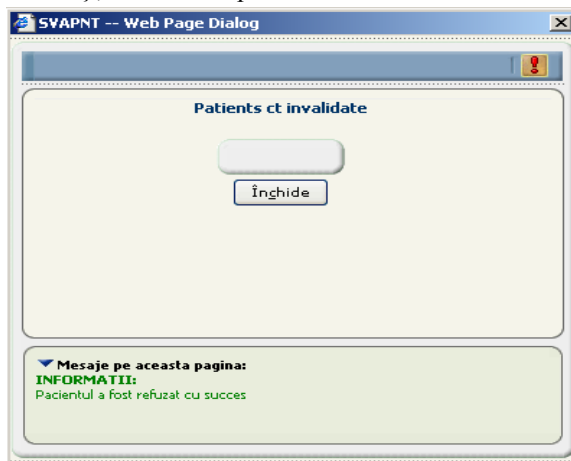 SVAPNT -- Web Page Dialog
Patients ct invalidate
Închide
Mesaje pe aceasta pagina:
INFORMATII:
Pacientul a fost refuzat cu succes